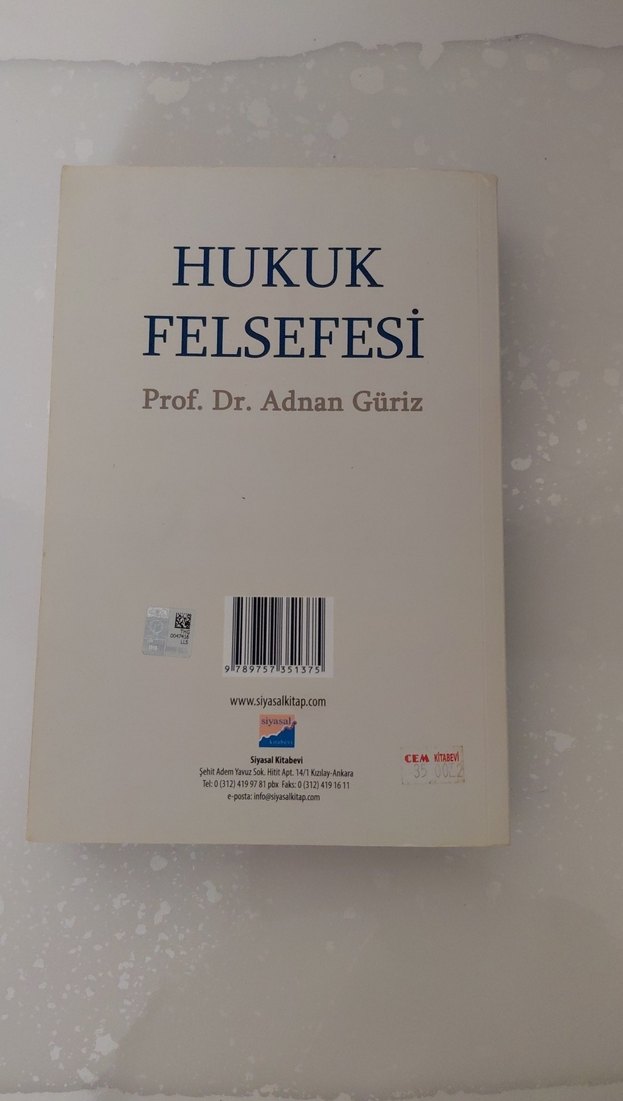 HUKUK
FELSEFESİ
Prof. Dr. Adnan Güriz
9 789757 351375
www.siyasalkitap.com
siyasal
kitabevi
Siyasal Kitabevi
Şehit Adem Yavuz Sok. Hitit Apt. 14/1 Kızılay-Ankara
Tel: 0 (312) 419 97 81 pbx Faks: 0 (312) 419 16 11
e-posta: info@siyasalkitap.com
CEM KİTABEVİ